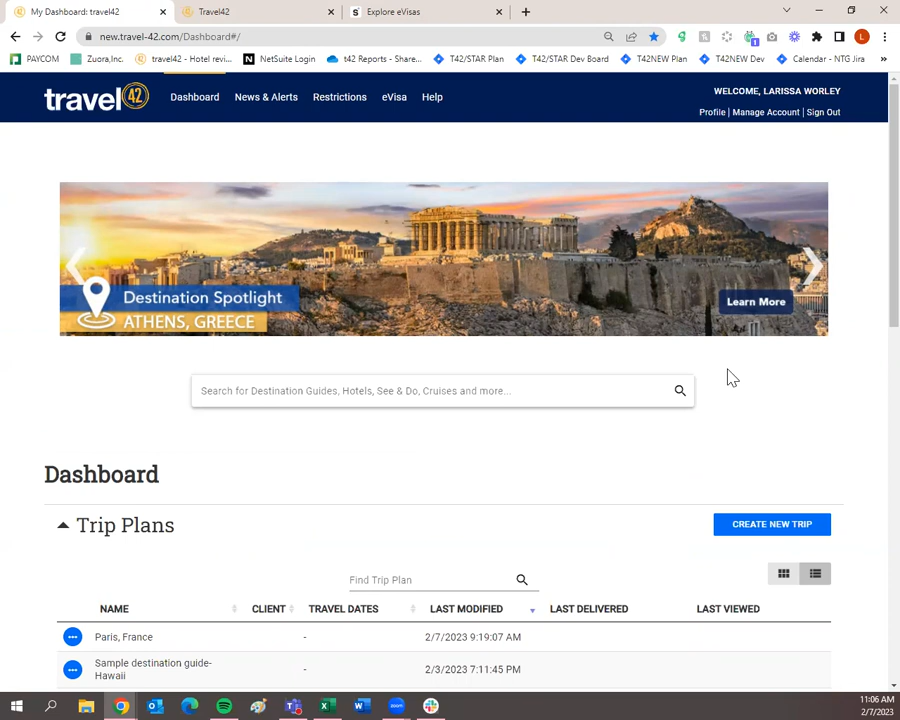 My Dashboard: travel42
Travel42
Explore eVisas
new.travel-42.com/Dashboard#/
PAYCOM
Zuora,Inc.
travel42 - Hotel revi...
NetSuite Login
t42 Reports - Share...
T42/STAR Plan
T42/STAR Dev Board
T42NEW Plan
T42NEW Dev
Calendar - NTG Jira
travel42
Dashboard
News & Alerts
Restrictions
eVisa
Help
WELCOME, LARISSA WORLEY
Profile | Manage Account | Sign Out
Destination Spotlight
ATHENS, GREECE
Learn More
Search for Destination Guides, Hotels, See & Do, Cruises and more...
Dashboard
Trip Plans
CREATE NEW TRIP
Find Trip Plan
NAME CLIENT TRAVEL DATES LAST MODIFIED LAST DELIVERED LAST VIEWED
Paris, France - 2/7/2023 9:19:07 AM
Sample destination guide-
Hawaii - 2/3/2023 7:11:45 PM
11:06 AM
2/7/2023